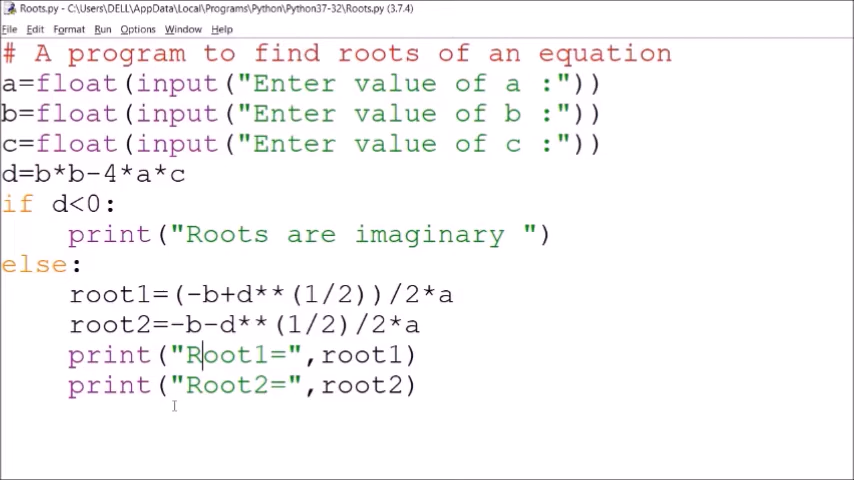 Roots.py - C:\Users\DELL\AppData\Local\Programs\Python\Python37-32\Roots.py (3.7.4)
File Edit Format Run Options Window Help
# A program to find roots of an equation
a=float(input("Enter value of a :"))
b=float(input("Enter value of b :"))
c=float(input("Enter value of c :"))
d=b*b-4*a*c
if d<0:
    print("Roots are imaginary ")
else:
    root1=(-b+d**(1/2))/2*a
    root2=-b-d**(1/2)/2*a
    print("Root1=",root1)
    print("Root2=",root2)